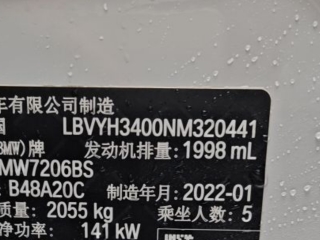 车有限公司制造
国 LBVYH3400NM320441
BMW)牌 发动机排量: 1998 mL
MW7206BS
B48A20C 制造年月: 2022-01
质量: 2055 kg 乘坐人数: 5
率: 141 kW